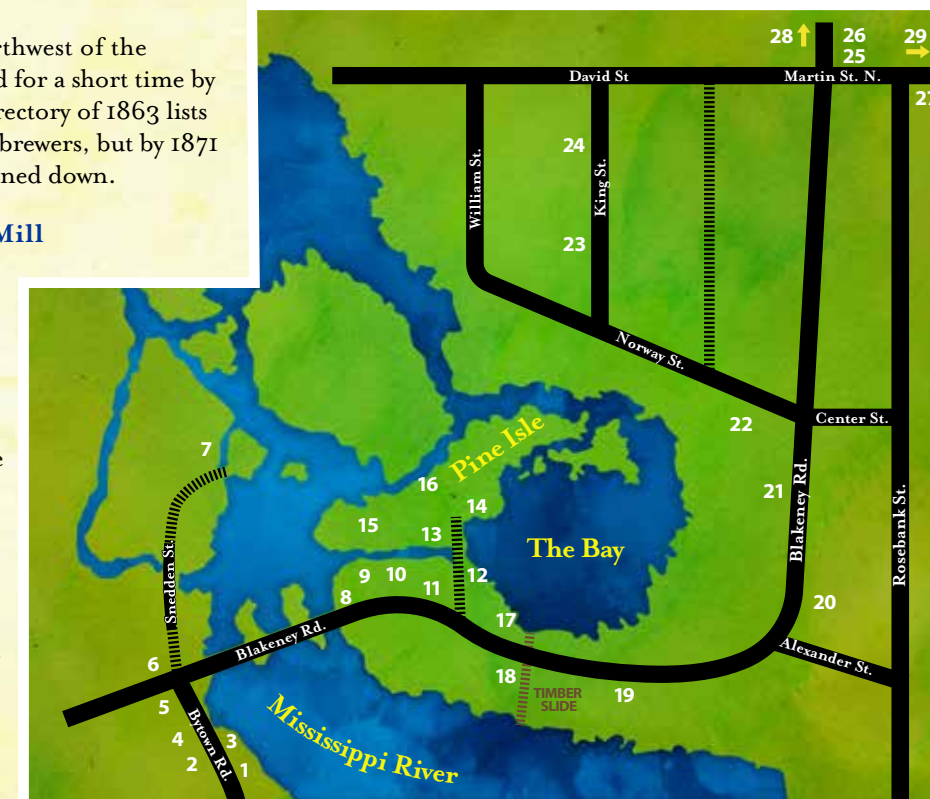 rthwest of the
d for a short time by
rectory of 1863 lists
brewers, but by 1871
ned down.
Mill
e
28 26 29
25
David St
Martin St. N.
27
24
William St.
King St.
23
Norway St.
22
Center St.
7
Pine Isle
16
21
Blakeney Rd.
14
15
13
The Bay
Rosebank St.
Snedden St.
9 10
12
11
8
20
17
Blakeney Rd.
Alexander St.
6
18
TIMBER
SLIDE
19
5
Mississippi River
Bytown Rd.
4 3
2 1